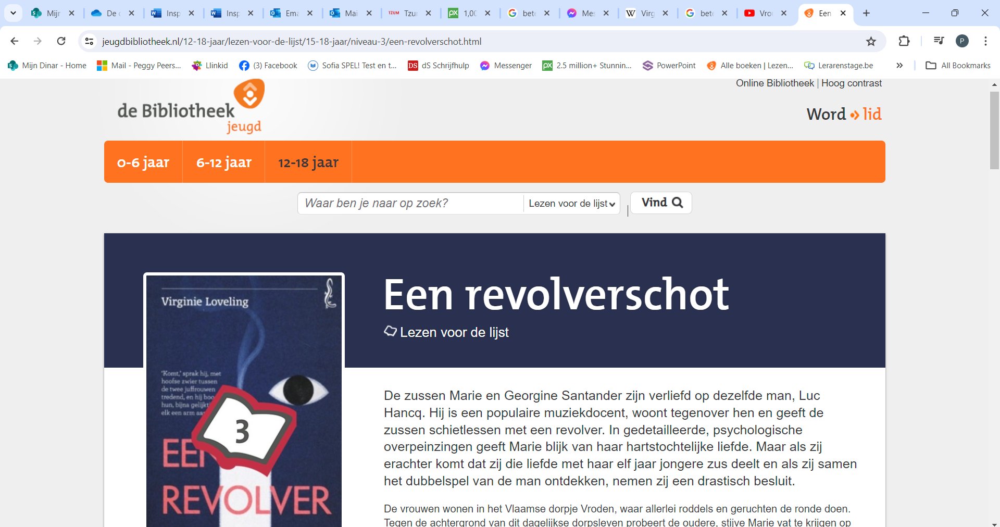 Mijr
De
Insp
Insp
Ema
Mai
TZUM Tzu
PX 1,00
bete
Mes
W Virg
bete
Vro
Een
jeugdbibliotheek.nl/12-18-jaar/lezen-voor-de-lijst/15-18-jaar/niveau-3/een-revolverschot.html
P
Mijn Dinar - Home
Mail - Peggy Peers...
Llinkid
(3) Facebook
Sofia SPEL! Test en t...
DS dS Schrijfhulp
Messenger
PX 2.5 million+ Stunnin...
PowerPoint
Alle boeken | Lezen...
Lerarenstage.be
All Bookmarks
Online Bibliotheek | Hoog contrast
de Bibliotheek
jeugd
Word lid
0-6 jaar
6-12 jaar
12-18 jaar
Waar ben je naar op zoek?
Lezen voor de lijst
Vind
Virginie Loveling
'Komt,' sprak hij, met
hoofse zwier tussen
de twee juffrouwen
tredend, en hij boo
hun, bijna gelijkt
elk een arm aa
3
EEN
REVOLVER
Een revolverschot
Lezen voor de lijst
De zussen Marie en Georgine Santander zijn verliefd op dezelfde man, Luc
Hancq. Hij is een populaire muziekdocent, woont tegenover hen en geeft de
zussen schietlessen met een revolver. In gedetailleerde, psychologische
overpeinzingen geeft Marie blijk van haar hartstochtelijke liefde. Maar als zij
erachter komt dat zij die liefde met haar elf jaar jongere zus deelt en als zij samen
het dubbelspel van de man ontdekken, nemen zij een drastisch besluit.
De vrouwen wonen in het Vlaamse dorpje Vroden, waar allerlei roddels en geruchten de ronde doen.
Tegen de achtergrond van dit dagelijkse dorpsleven probeert de oudere, stijve Marie vat te krijgen op